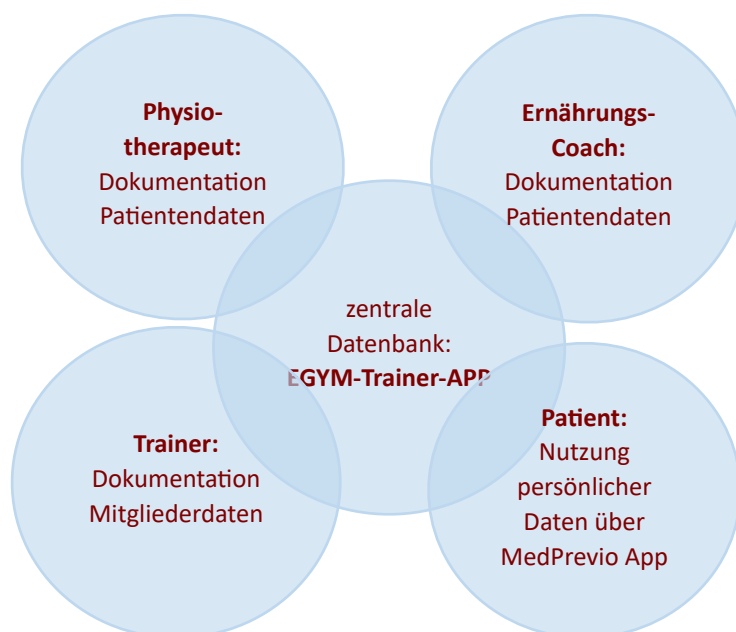 Physio-
therapeut:
Dokumentation
Patientendaten
Ernährungs-
Coach:
Dokumentation
Patientendaten
zentrale
Datenbank:
EGYM-Trainer-APP
Trainer:
Dokumentation
Mitgliederdaten
Patient:
Nutzung
persönlicher
Daten über
MedPrevio App